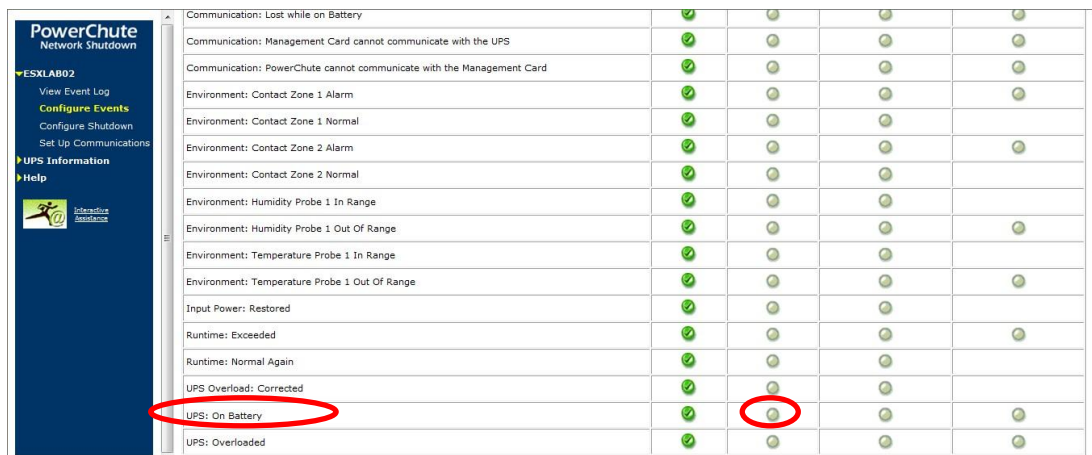 Communication: Lost while on Battery
PowerChute
Network Shutdown
ESXLAB02
View Event Log
Configure Events
Configure Shutdown
Set Up Communications
UPS Information
Help
Interactive
Assistance
Communication: Management Card cannot communicate with the UPS
Communication: PowerChute cannot communicate with the Management Card
Environment: Contact Zone 1 Alarm
Environment: Contact Zone 1 Normal
Environment: Contact Zone 2 Alarm
Environment: Contact Zone 2 Normal
Environment: Humidity Probe 1 In Range
Environment: Humidity Probe 1 Out Of Range
Environment: Temperature Probe 1 In Range
Environment: Temperature Probe 1 Out Of Range
Input Power: Restored
Runtime: Exceeded
Runtime: Normal Again
UPS Overload: Corrected
UPS: On Battery
UPS: Overloaded